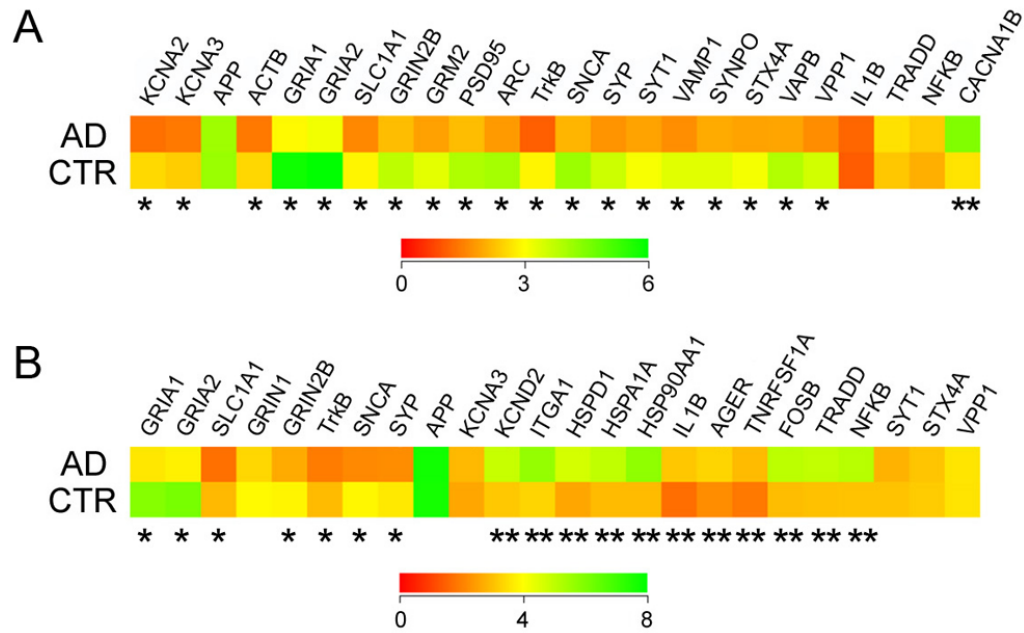 A
KCNA2 KCNA3 APP ACTB GRIA1 GRIA2 SLC1A1 GRIN2B GRM2 PSD95 ARC TrkB SNCA SYP SYT1 VAMP1 SYNPO STX4A VAPB VPP1 IL1B TRADD NFKB CACNA1B
AD
CTR
* * * * * * * * * * * * * * * * * * * **
0 3 6
B
GRIA1 GRIA2 SLC1A1 GRIN1 GRIN2B TrkB SNCA SYP APP KCNA3 KCND2 ITGA1 HSPD1 HSPA1A HSP90AA1 IL1B AGER TNRFSF1A FOSB TRADD NFKB SYT1 STX4A VPP1
AD
CTR
* * * * * * * ** ** ** ** ** ** ** ** ** ** **
0 4 8